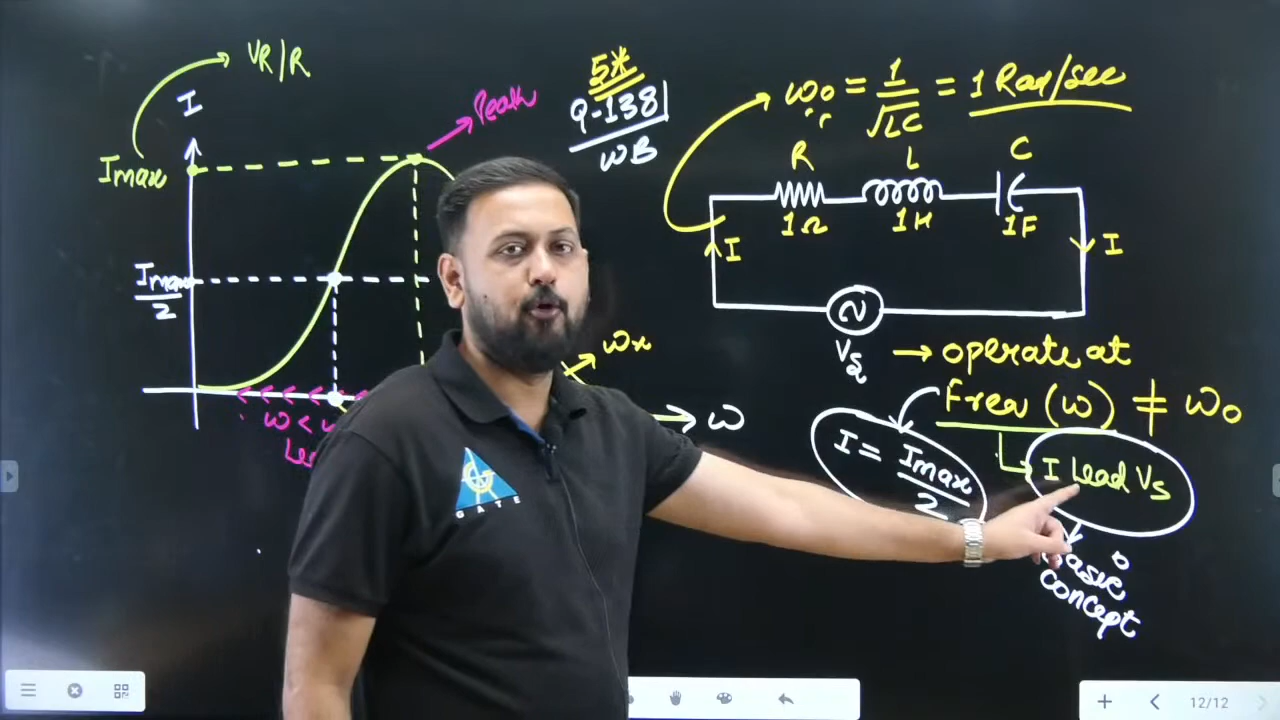 VR/R
I
Imax
Imax
2
Peak
5*
Q-138
WB
ω0 = 1/√LC = 1 Rad/sec
R L C
1Ω 1H 1F
I I
Vs → operate at
Freq (ω) ≠ ω0
I = Imax
2
I Lead Vs
concept
ωx
ω
ω <
GATE
12/12